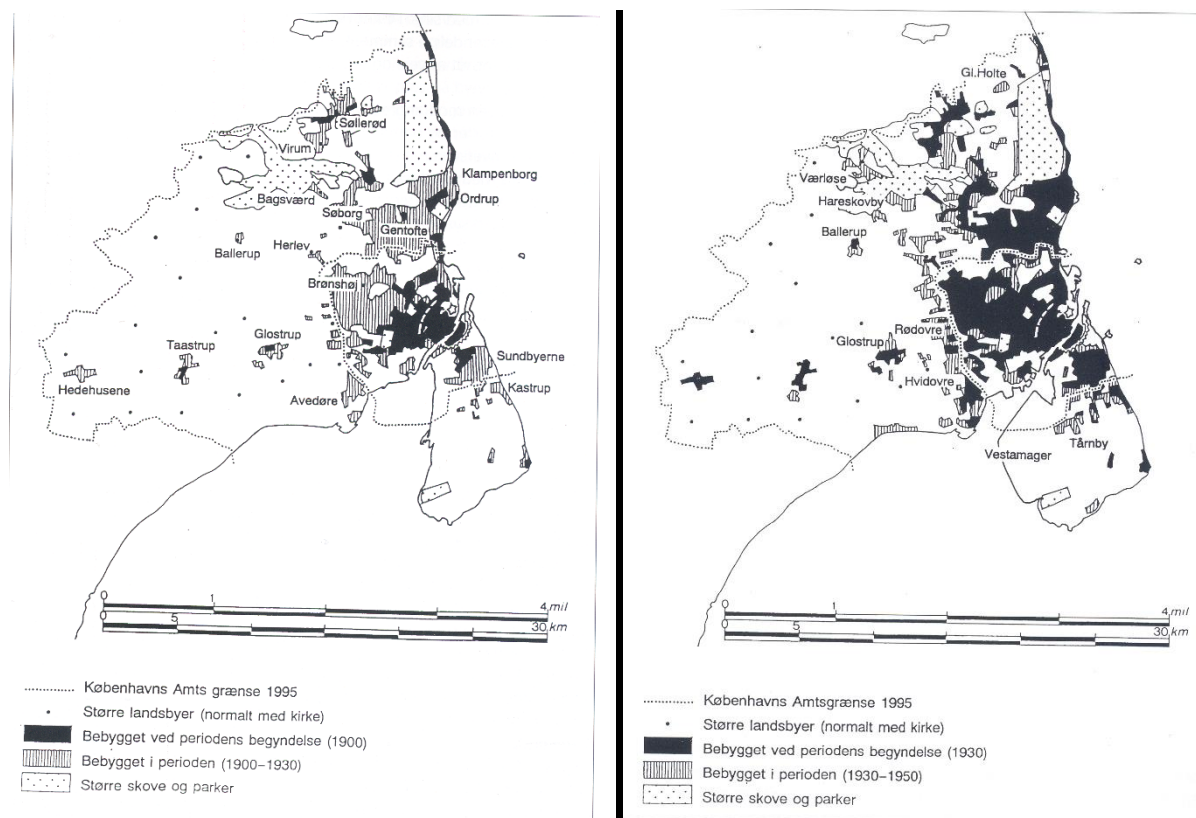 Søllerød
Virum
Klampenborg
Ordrup
Bagsværd
Søborg
Gentofte
Ballerup
Herlev
Brønshøj
Taastrup
Glostrup
Sundbyerne
Hedehusene
Kastrup
Avedøre
0
1
4 mil
5
30 km
Københavns Amts grænse 1995
Større landsbyer (normalt med kirke)
Bebygget ved periodens begyndelse (1900)
Bebygget i perioden (1900–1930)
Større skove og parker
Gl.Holte
Værløse
Hareskovby
Ballerup
Rødovre
Glostrup
Hvidovre
Tårnby
Vestamager
0
1
4 mil
0
5
30 km
Københavns Amtsgrænse 1995
Større landsbyer (normalt med kirke)
Bebygget ved periodens begyndelse (1930)
Bebygget i perioden (1930–1950)
Større skove og parker